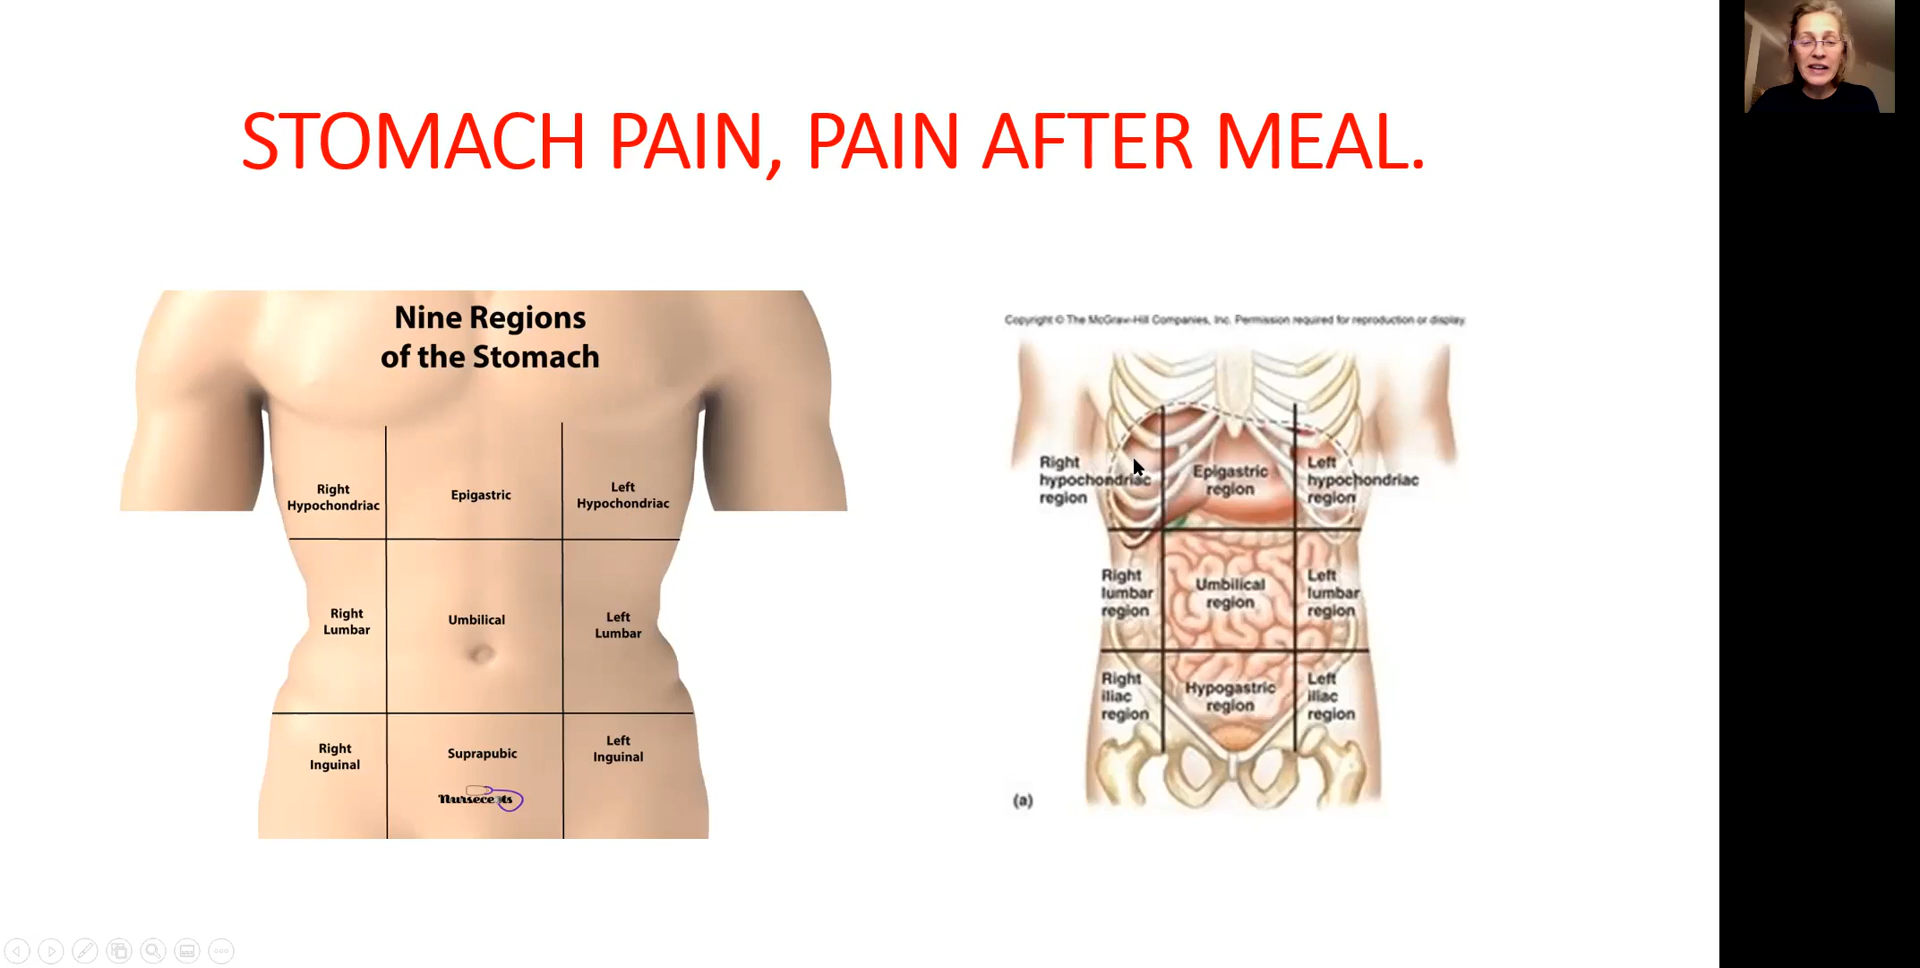 STOMACH PAIN, PAIN AFTER MEAL.
Nine Regions
of the Stomach
Right
Hypochondriac
Epigastric
Left
Hypochondriac
Right
Lumbar
Umbilical
Left
Lumbar
Right
Inguinal
Suprapubic
Left
Inguinal
Copyright © The McGraw-Hill Companies, Inc. Permission required for reproduction or display.
Right
hypochondriac
region
Epigastric
region
Left
hypochondriac
region
Right
lumbar
region
Umbilical
region
Left
lumbar
region
Right
iliac
region
Hypogastric
region
Left
iliac
region
(a)